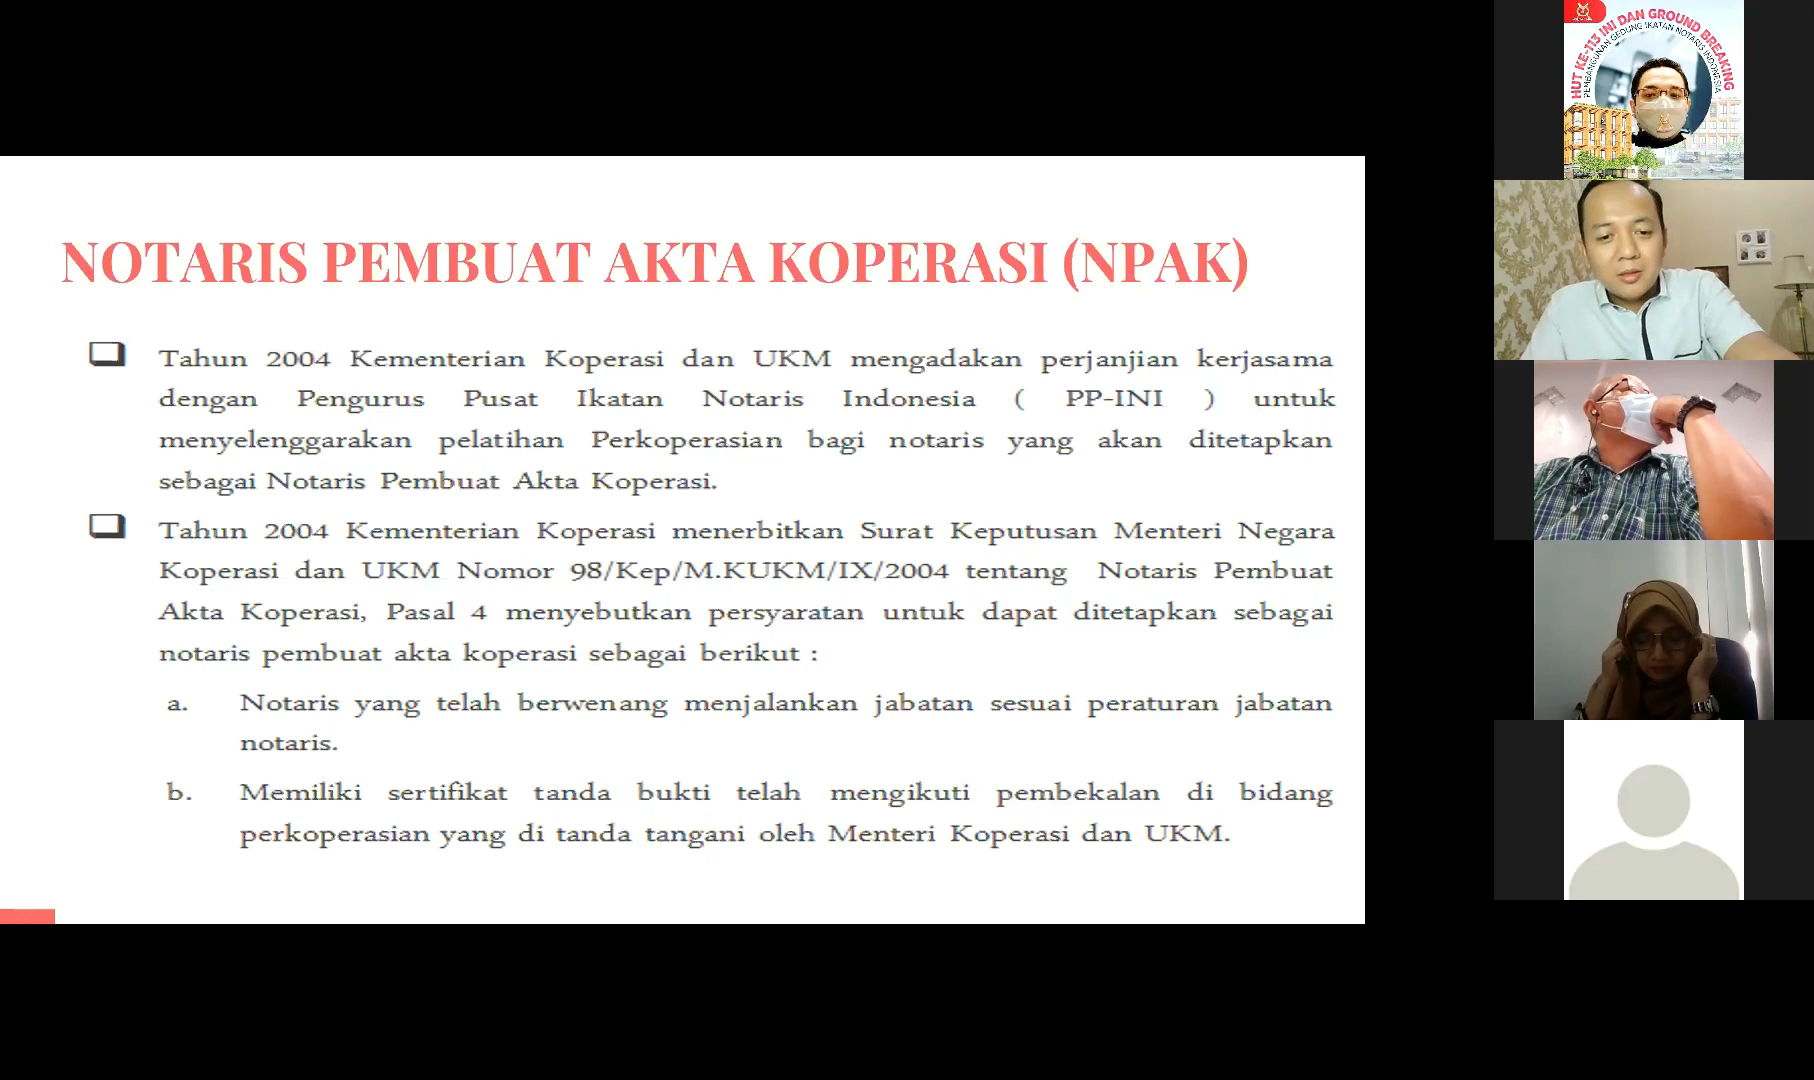 NOTARIS PEMBUAT AKTA KOPERASI (NPAK)
Tahun 2004 Kementerian Koperasi dan UKM mengadakan perjanjian kerjasama
dengan Pengurus Pusat Ikatan Notaris Indonesia ( PP-INI ) untuk
menyelenggarakan pelatihan Perkoperasian bagi notaris yang akan ditetapkan
sebagai Notaris Pembuat Akta Koperasi.
Tahun 2004 Kementerian Koperasi menerbitkan Surat Keputusan Menteri Negara
Koperasi dan UKM Nomor 98/Kep/M.KUKM/IX/2004 tentang Notaris Pembuat
Akta Koperasi, Pasal 4 menyebutkan persyaratan untuk dapat ditetapkan sebagai
notaris pembuat akta koperasi sebagai berikut :
a. Notaris yang telah berwenang menjalankan jabatan sesuai peraturan jabatan
notaris.
b. Memiliki sertifikat tanda bukti telah mengikuti pembekalan di bidang
perkoperasian yang di tanda tangani oleh Menteri Koperasi dan UKM.
HUT KE-113 INI DAN GROUND BREAKING
PEMBANGUNAN GEDUNG IKATAN NOTARIS INDONESIA